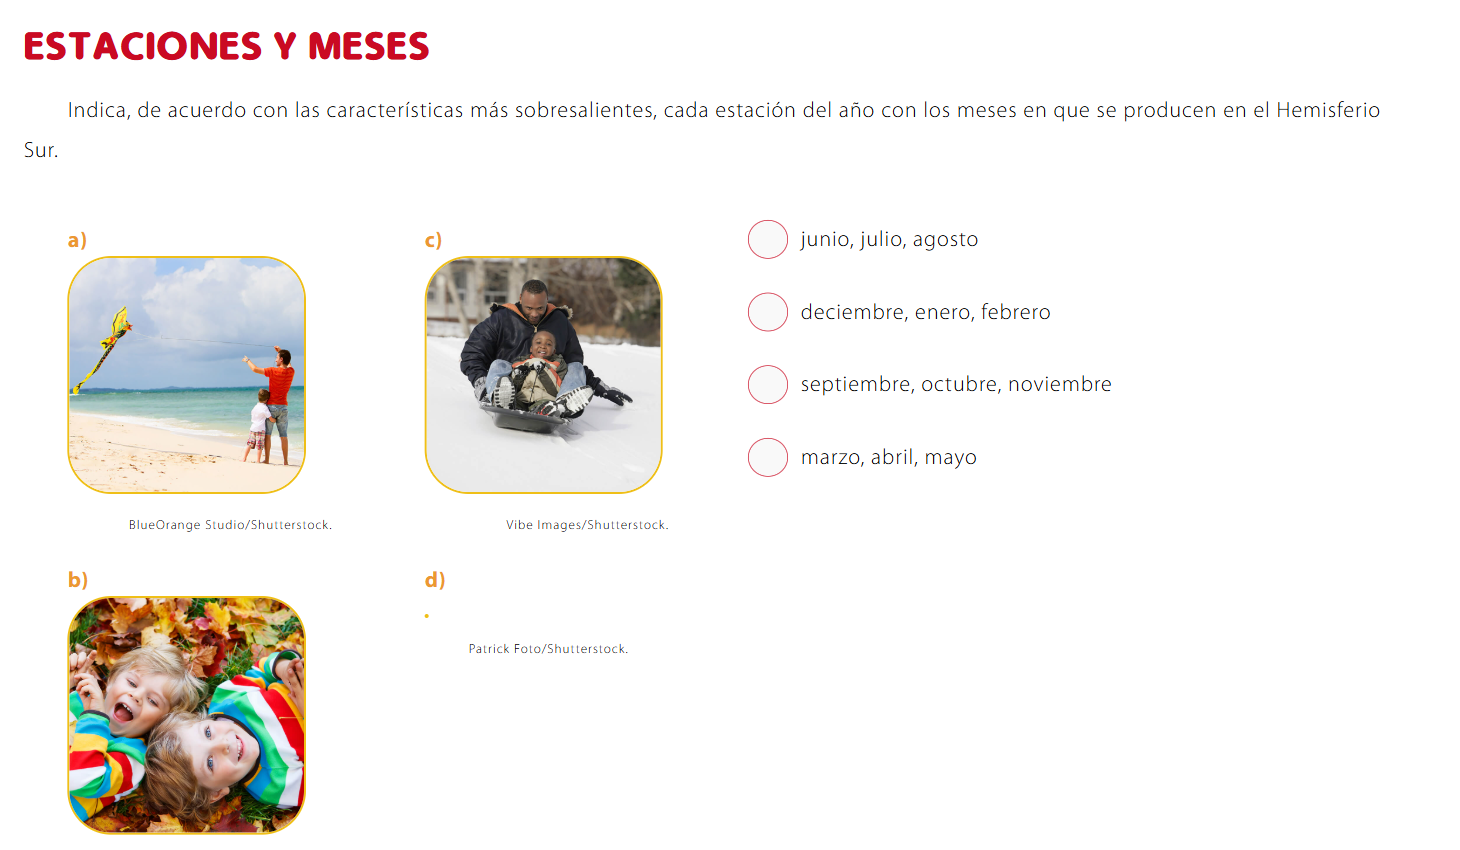 ESTACIONES Y MESES
Indica, de acuerdo con las características más sobresalientes, cada estación del año con los meses en que se producen en el Hemisferio
Sur.
a)
BlueOrange Studio/Shutterstock.
b)
c)
Vibe Images/Shutterstock.
d)
Patrick Foto/Shutterstock.
junio, julio, agosto
deciembre, enero, febrero
septiembre, octubre, noviembre
marzo, abril, mayo